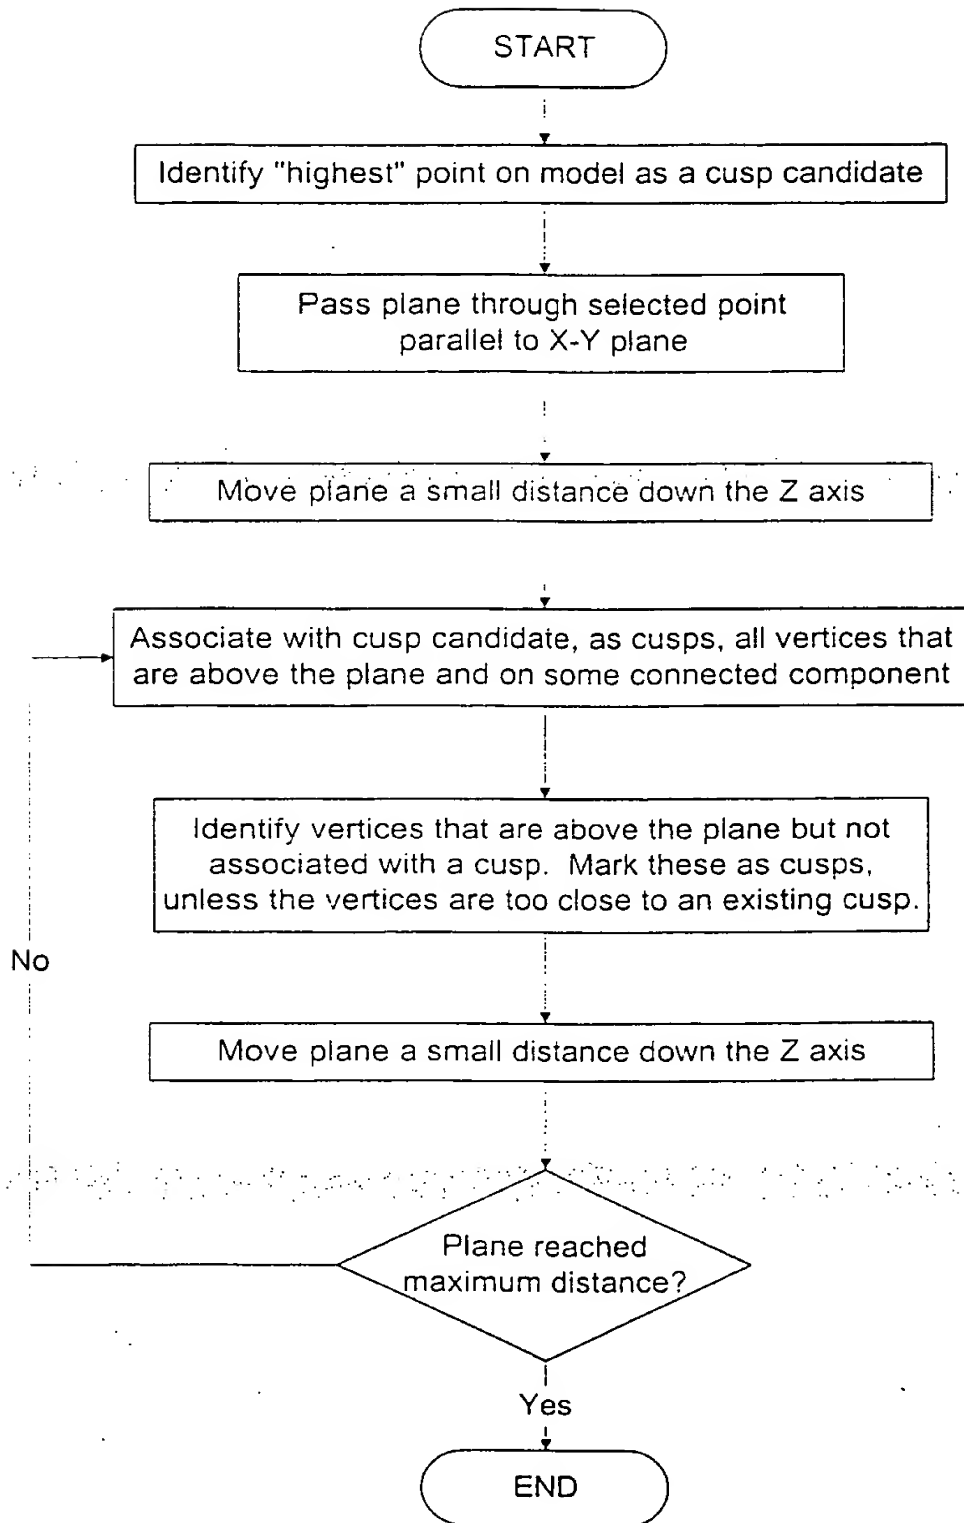 START
Identify "highest" point on model as a cusp candidate
Pass plane through selected point
parallel to X-Y plane
Move plane a small distance down the Z axis
Associate with cusp candidate, as cusps, all vertices that
are above the plane and on some connected component
Identify vertices that are above the plane but not
associated with a cusp. Mark these as cusps,
unless the vertices are too close to an existing cusp.
No
Move plane a small distance down the Z axis
Plane reached
maximum distance?
Yes
END